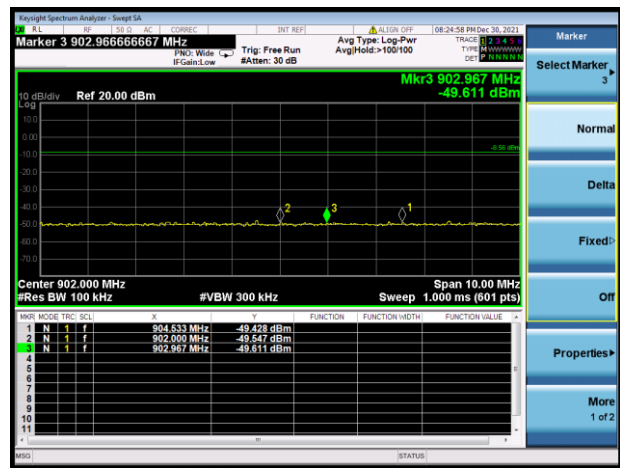 Keysight Spectrum Analyzer - Swept SA
RL RF 50 Ω AC CORREC INT REF ALIGN OFF 08:24:58 PM Dec 30, 2021
Marker 3 902.966666667 MHz
PNO: Wide
IFGain:Low
Trig: Free Run
#Atten: 30 dB
Avg Type: Log-Pwr
Avg|Hold:>100/100
TRACE 1 2 3 4 5 6
TYPE M WWWWW
DET P NNNNN
Mkr3 902.967 MHz
-49.611 dBm
10 dB/div Ref 20.00 dBm
Log
10.0
0.00
-10.0
-20.0
-30.0
-40.0
-50.0
-60.0
-70.0
-8.56 dBm
2
3
1
Center 902.000 MHz Span 10.00 MHz
#Res BW 100 kHz #VBW 300 kHz Sweep 1.000 ms (601 pts)
MKR MODE TRC SCL X Y FUNCTION FUNCTION WIDTH FUNCTION VALUE
1 N 1 f 904.533 MHz -49.428 dBm
2 N 1 f 902.000 MHz -49.547 dBm
3 N 1 f 902.967 MHz -49.611 dBm
4
5
6
7
8
9
10
11
MSG STATUS
Marker
Select Marker
3
Normal
Delta
Fixed
Off
Properties
More
1 of 2